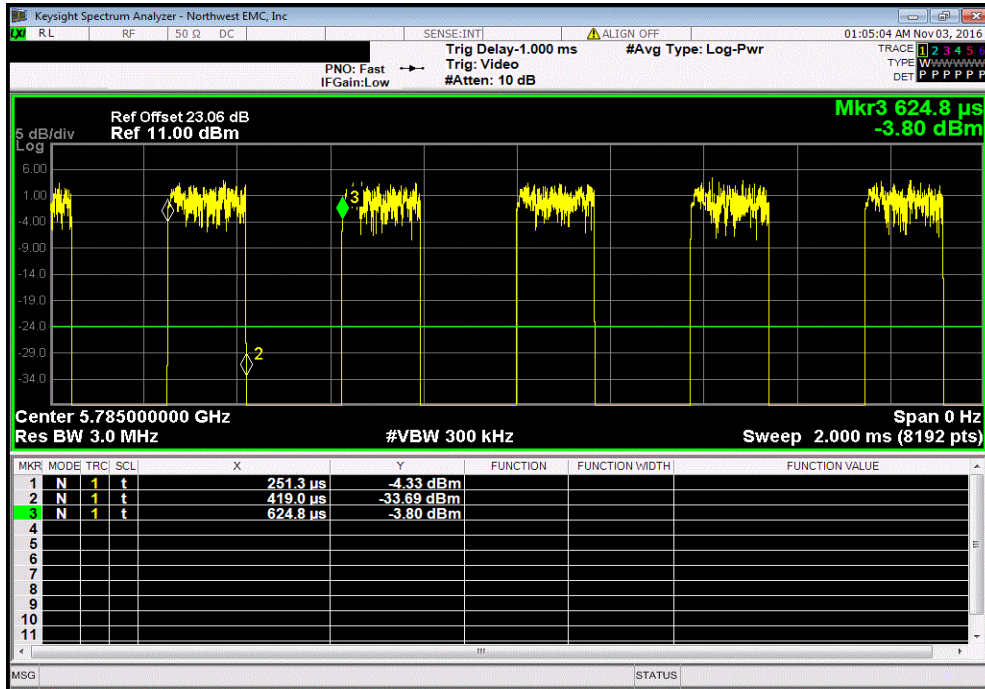 Keysight Spectrum Analyzer - Northwest EMC, Inc
LXI RL RF 50 Ω DC SENSE:INT ALIGN OFF 01:05:04 AM Nov 03, 2016
Trig Delay-1.000 ms #Avg Type: Log-Pwr TRACE 1 2 3 4 5 6
PNO: Fast Trig: Video TYPE WWWWWW
IFGain:Low #Atten: 10 dB DET P P P P P P
Mkr3 624.8 µs
-3.80 dBm
Ref Offset 23.06 dB
5 dB/div Ref 11.00 dBm
Log
6.00
1.00
-4.00
-9.00
-14.0
-19.0
-24.0
-29.0
-34.0
3
2
Center 5.785000000 GHz Span 0 Hz
Res BW 3.0 MHz #VBW 300 kHz Sweep 2.000 ms (8192 pts)
MKR MODE TRC SCL X Y FUNCTION FUNCTION WIDTH FUNCTION VALUE
1 N 1 t 251.3 µs -4.33 dBm
2 N 1 t 419.0 µs -33.69 dBm
3 N 1 t 624.8 µs -3.80 dBm
4
5
6
7
8
9
10
11
MSG STATUS